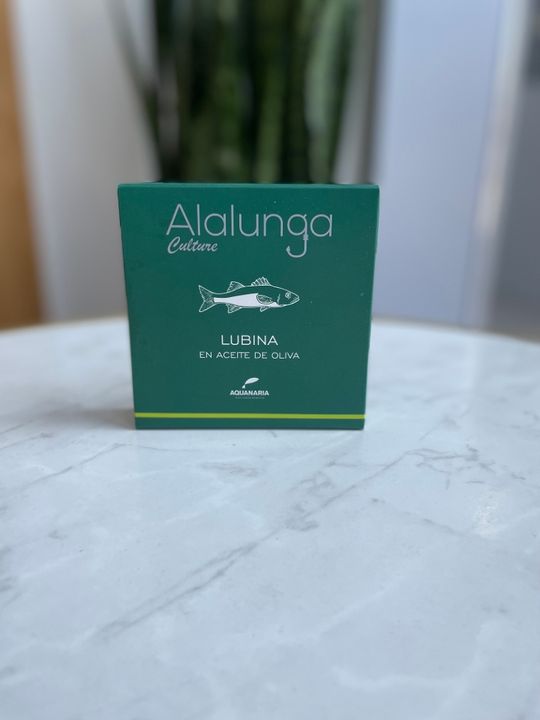 Alalunga
Culture
LUBINA
EN ACEITE DE OLIVA
AQUANARIA